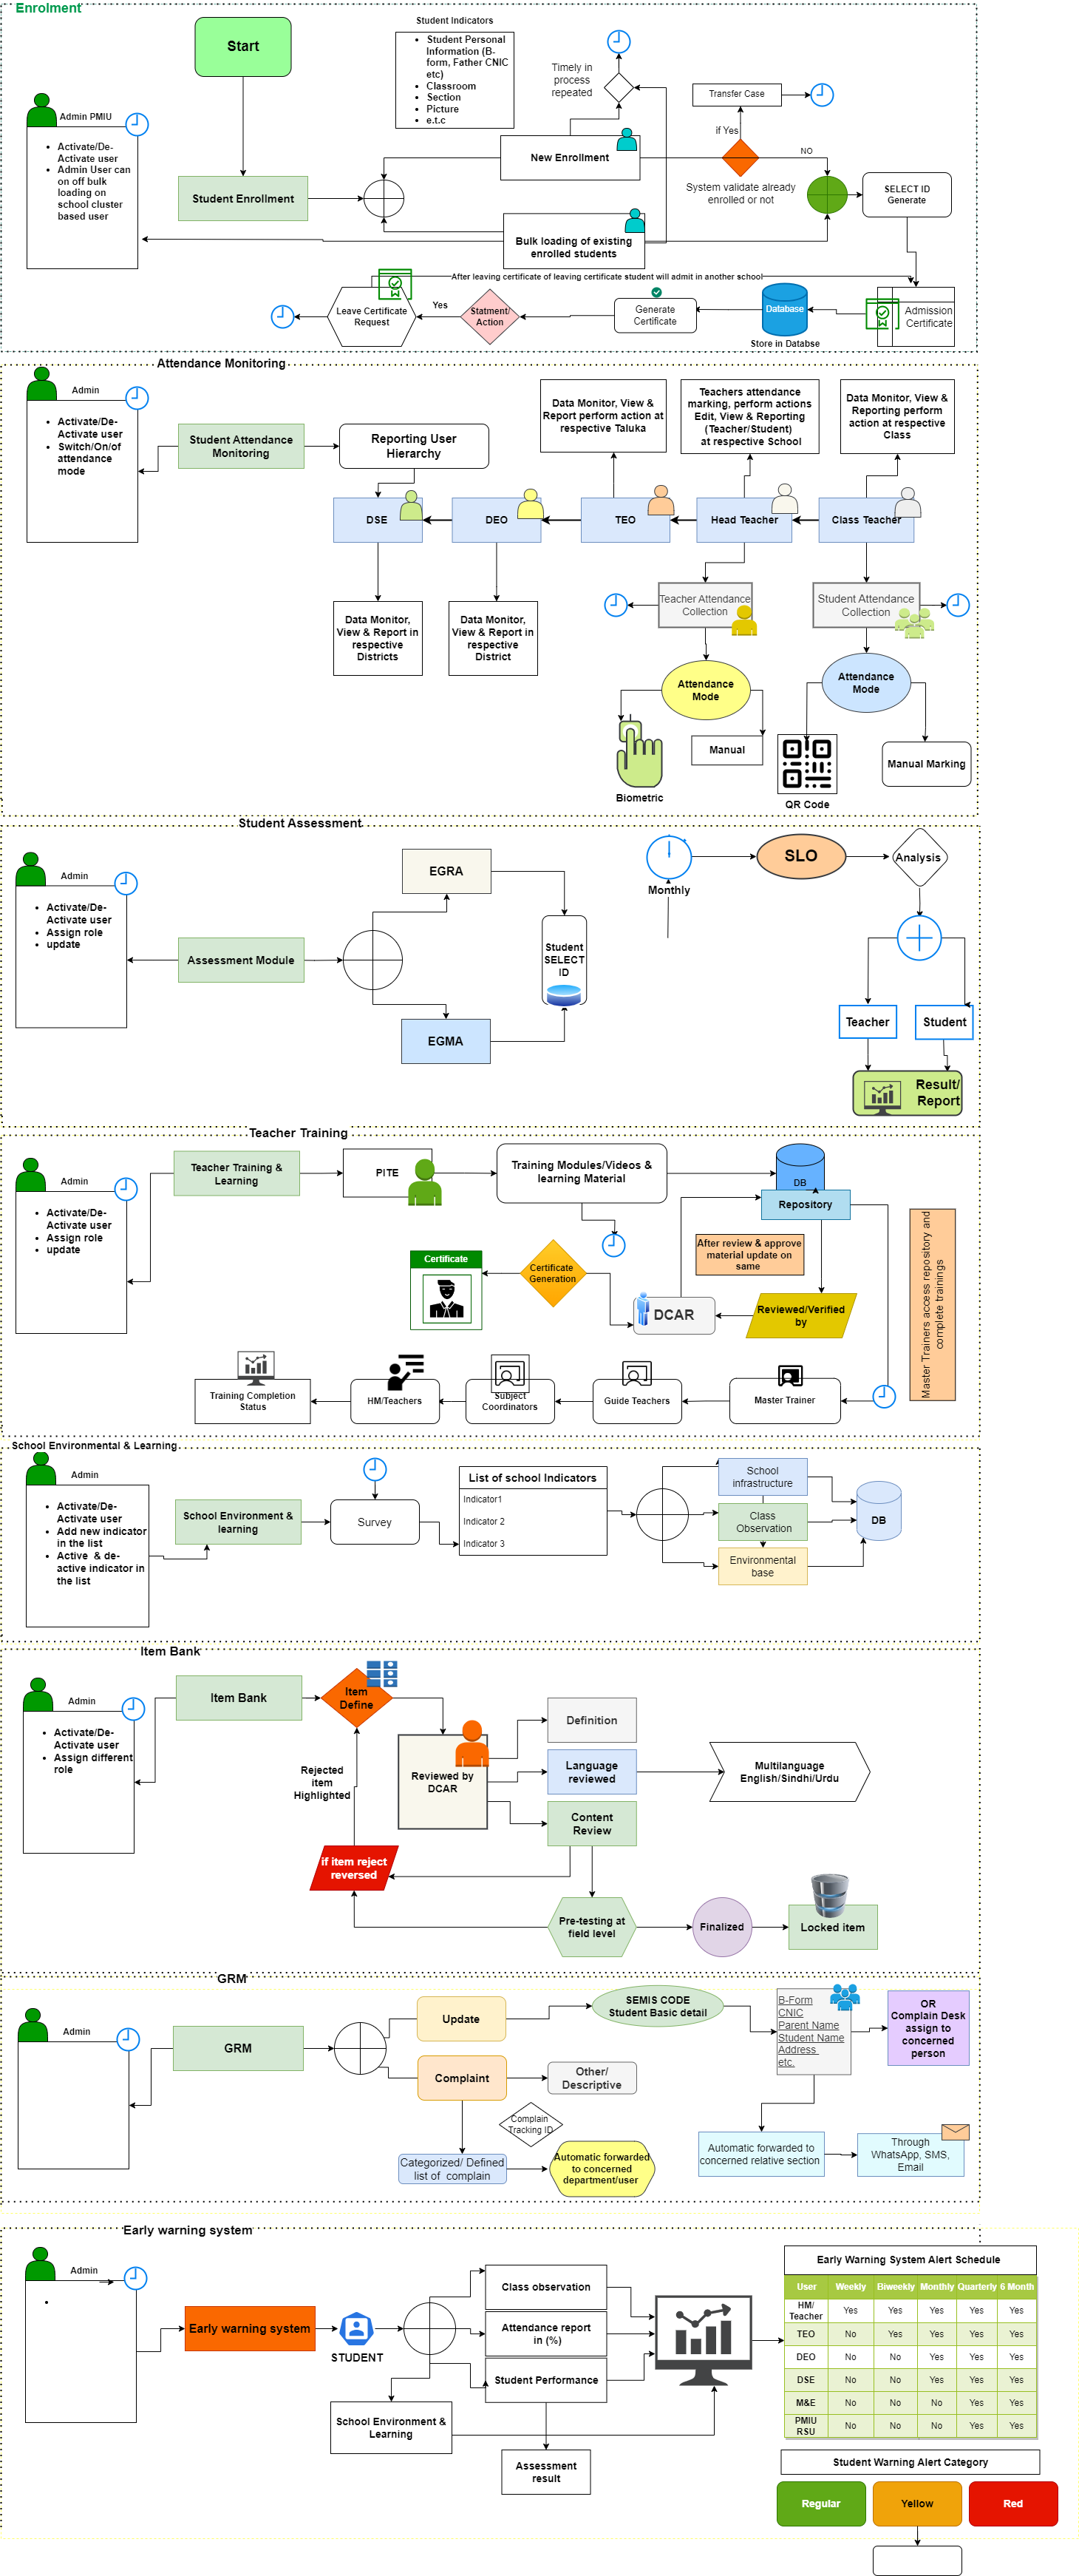 Enrolment
Start
Student Indicators
Student Personal
Information (B-
form, Father CNIC
etc)
Classroom
Section
Picture
e.t.c
Timely in
process
repeated
Transfer Case
if Yes
Admin PMIU
Activate/De-
Activate user
Admin User can
on off bulk
loading on
school cluster
based user
New Enrollment
NO
System validate already
enrolled or not
Student Enrollment
SELECT ID
Generate
Bulk loading of existing
enrolled students
After leaving certificate of leaving certificate student will admit in another school
Leave Certificate
Request
Yes
Statment/
Action
Generate
Certificate
Database
Store in Databse
Admission
Certificate
Attendance Monitoring
Admin
Activate/De-
Activate user
Switch/On/of
attendance
mode
Student Attendance
Monitoring
Reporting User
Hierarchy
Data Monitor, View &
Report perform action at
respective Taluka
Teachers attendance
marking, perform actions
Edit, View & Reporting
(Teacher/Student)
at respective School
Data Monitor, View &
Reporting perform
action at respective
Class
DSE
DEO
TEO
Head Teacher
Class Teacher
Data Monitor,
View & Report in
respective
Districts
Data Monitor,
View & Report in
respective
District
Teacher Attendance
Collection
Student Attendance
Collection
Attendance
Mode
Attendance
Mode
Manual
Manual Marking
Biometric
QR Code
Student Assessment
Admin
Activate/De-
Activate user
Assign role
update
Assessment Module
EGRA
EGMA
Student
SELECT
ID
Monthly
SLO
Analysis
Teacher
Student
Result/
Report
Teacher Training
Admin
Activate/De-
Activate user
Assign role
update
Teacher Training &
Learning
PITE
Training Modules/Videos &
learning Material
DB
Repository
After review & approve
material update on
same
Master Trainers access repository and
complete trainings
Certificate
Certificate
Generation
DCAR
Reviewed/Verified
by
Training Completion
Status
HM/Teachers
Subject
Coordinators
Guide Teachers
Master Trainer
School Environmental & Learning
Admin
Activate/De-
Activate user
Add new indicator
in the list
Active & de-
active indicator in
the list
School Environment &
learning
Survey
List of school Indicators
Indicator1
Indicator 2
Indicator 3
School
infrastructure
Class
Observation
Environmental
base
DB
Item Bank
Admin
Activate/De-
Activate user
Assign different
role
Item Bank
Item
Define
Rejected
item
Highlighted
Reviewed by
DCAR
Definition
Language
reviewed
Content
Review
Multilanguage
English/Sindhi/Urdu
if item reject
reversed
Pre-testing at
field level
Finalized
Locked item
GRM
Admin
GRM
Update
Complaint
SEMIS CODE
Student Basic detail
B-Form
CNIC
Parent Name
Student Name
Address
etc.
OR
Complain Desk
assign to
concerned
person
Other/
Descriptive
Complain
Tracking ID
Categorized/ Defined
list of complain
Automatic forwarded
to concerned
department/user
Automatic forwarded to
concerned relative section
Through
WhatsApp, SMS,
Email
Early warning system
Admin
Early warning system
STUDENT
Class observation
Attendance report
in (%)
Student Performance
School Environment &
Learning
Assessment
result
Early Warning System Alert Schedule
User Weekly Biweekly Monthly Quarterly 6 Month
HM/
Teacher Yes Yes Yes Yes Yes
TEO No Yes Yes Yes Yes
DEO No No Yes Yes Yes
DSE No No Yes Yes Yes
M&E No No No Yes Yes
PMIU
RSU No No No Yes Yes
Student Warning Alert Category
Regular
Yellow
Red